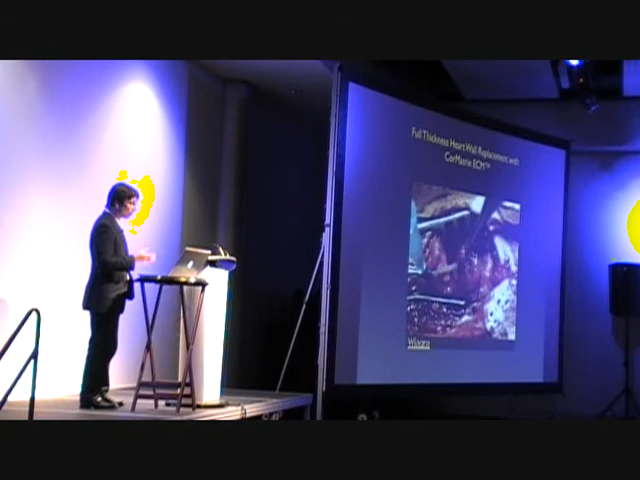 Full Thickness Heart Wall Replacement with
CorMatrix ECM™